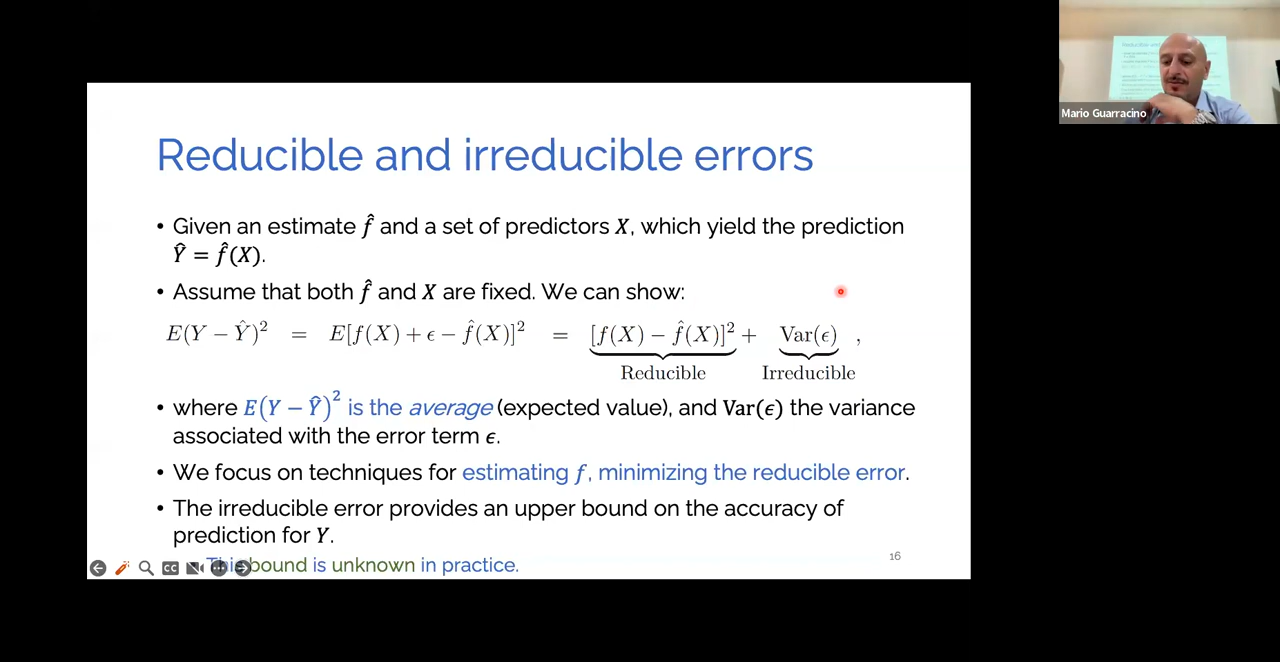 Mario Guarracino
Reducible and irreducible errors
• Given an estimate f̂ and a set of predictors X, which yield the prediction
Ŷ = f̂(X).
• Assume that both f̂ and X are fixed. We can show:
E(Y − Ŷ)² = E[f(X) + ϵ − f̂(X)]² = [f(X) − f̂(X)]² + Var(ϵ) ,
Reducible Irreducible
• where E(Y − Ŷ)² is the average (expected value), and Var(ϵ) the variance
associated with the error term ϵ.
• We focus on techniques for estimating f, minimizing the reducible error.
• The irreducible error provides an upper bound on the accuracy of
prediction for Y.
This bound is unknown in practice.
CC
16